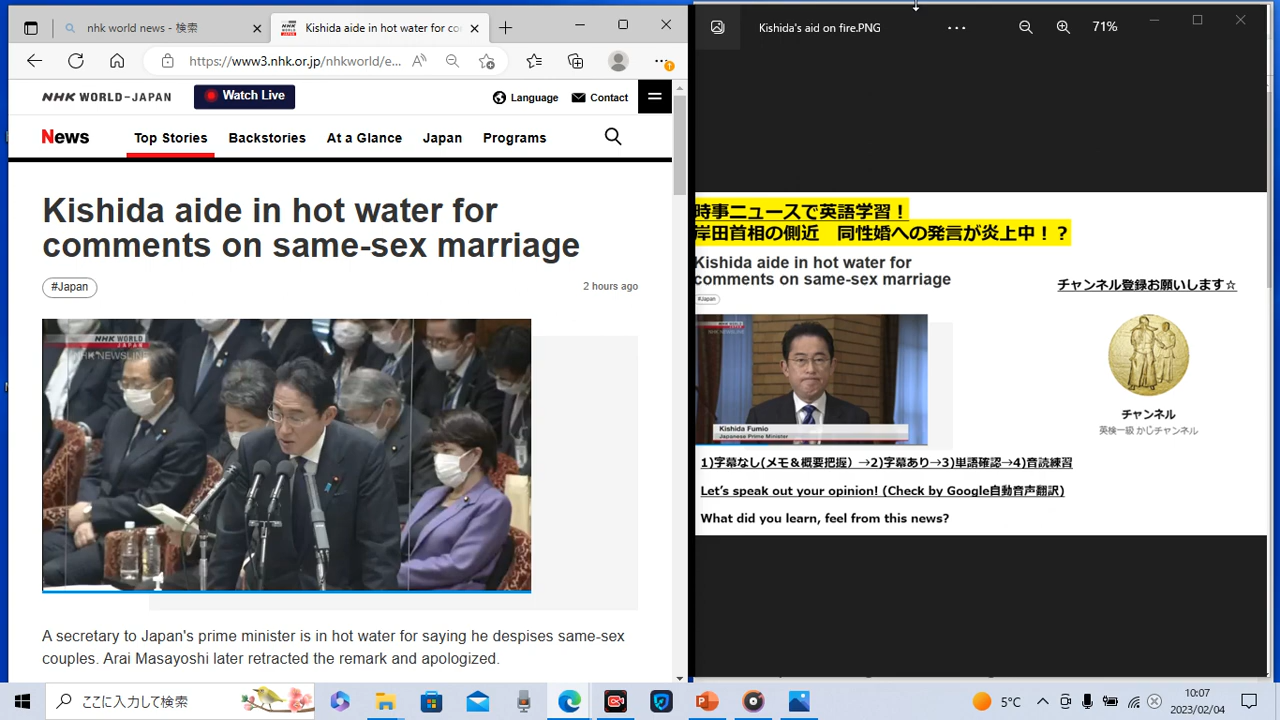 nhk world news - 検索
Kishida aide in hot water for co
https://www3.nhk.or.jp/nhkworld/e...
NHK WORLD-JAPAN
Watch Live
Language
Contact
News
Top Stories
Backstories
At a Glance
Japan
Programs
Kishida aide in hot water for
comments on same-sex marriage
#Japan
2 hours ago
NHK WORLD
JAPAN
NHK NEWSLINE
A secretary to Japan's prime minister is in hot water for saying he despises same-sex
couples. Arai Masayoshi later retracted the remark and apologized.
Kishida's aid on fire.PNG
71%
時事ニュースで英語学習！
岸田首相の側近　同性婚への発言が炎上中！？
Kishida aide in hot water for
comments on same-sex marriage
#Japan
チャンネル登録お願いします☆
Kishida Fumio
Japanese Prime Minister
チャンネル
英検一級 かじチャンネル
1)字幕なし(メモ＆概要把握）→2)字幕あり→3)単語確認→4)音読練習
Let's speak out your opinion! (Check by Google自動音声翻訳)
What did you learn, feel from this news?
ここに入力して検索
5°C
10:07
2023/02/04